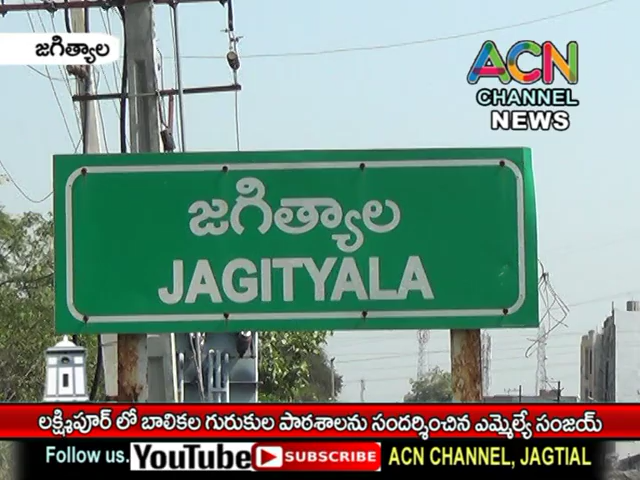 జగిత్యాల
ACN
CHANNEL
NEWS
జగిత్యాల
JAGITYALA
లక్ష్మిపూర్ లో బాలికల గురుకుల పాఠశాలను సందర్శించిన ఎమ్మెల్యే సంజయ్
Follow us. YouTube SUBSCRIBE ACN CHANNEL, JAGTIAL